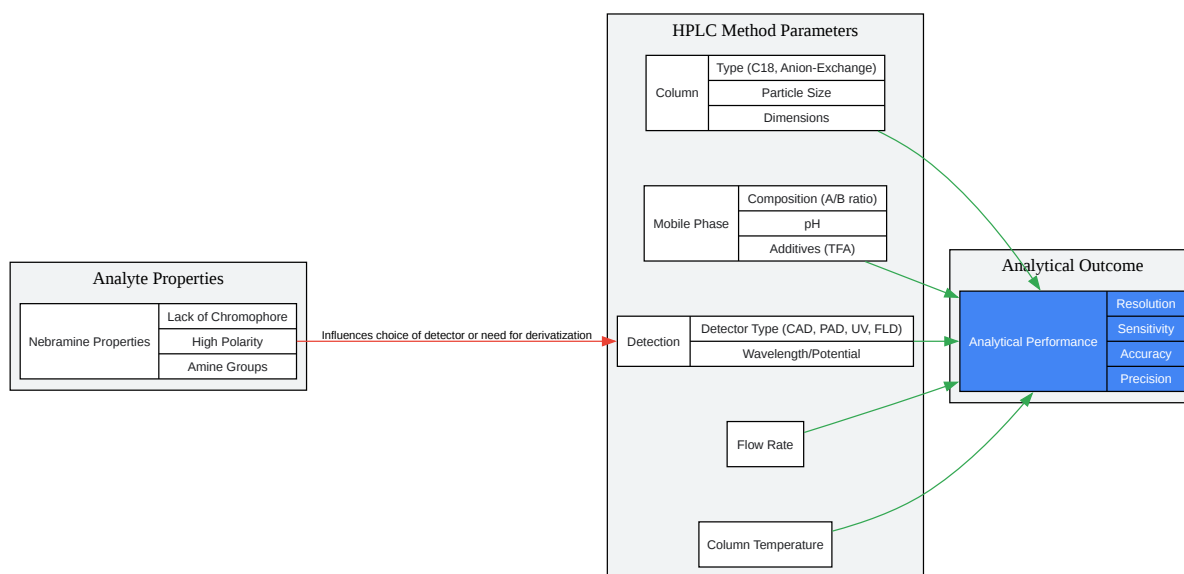 Analyte Properties
Nebramine Properties
Lack of Chromophore
High Polarity
Amine Groups
Influences choice of detector or need for derivatization
HPLC Method Parameters
Column
Type (C18, Anion-Exchange)
Particle Size
Dimensions
Mobile Phase
Composition (A/B ratio)
pH
Additives (TFA)
Detection
Detector Type (CAD, PAD, UV, FLD)
Wavelength/Potential
Flow Rate
Column Temperature
Analytical Outcome
Analytical Performance
Resolution
Sensitivity
Accuracy
Precision